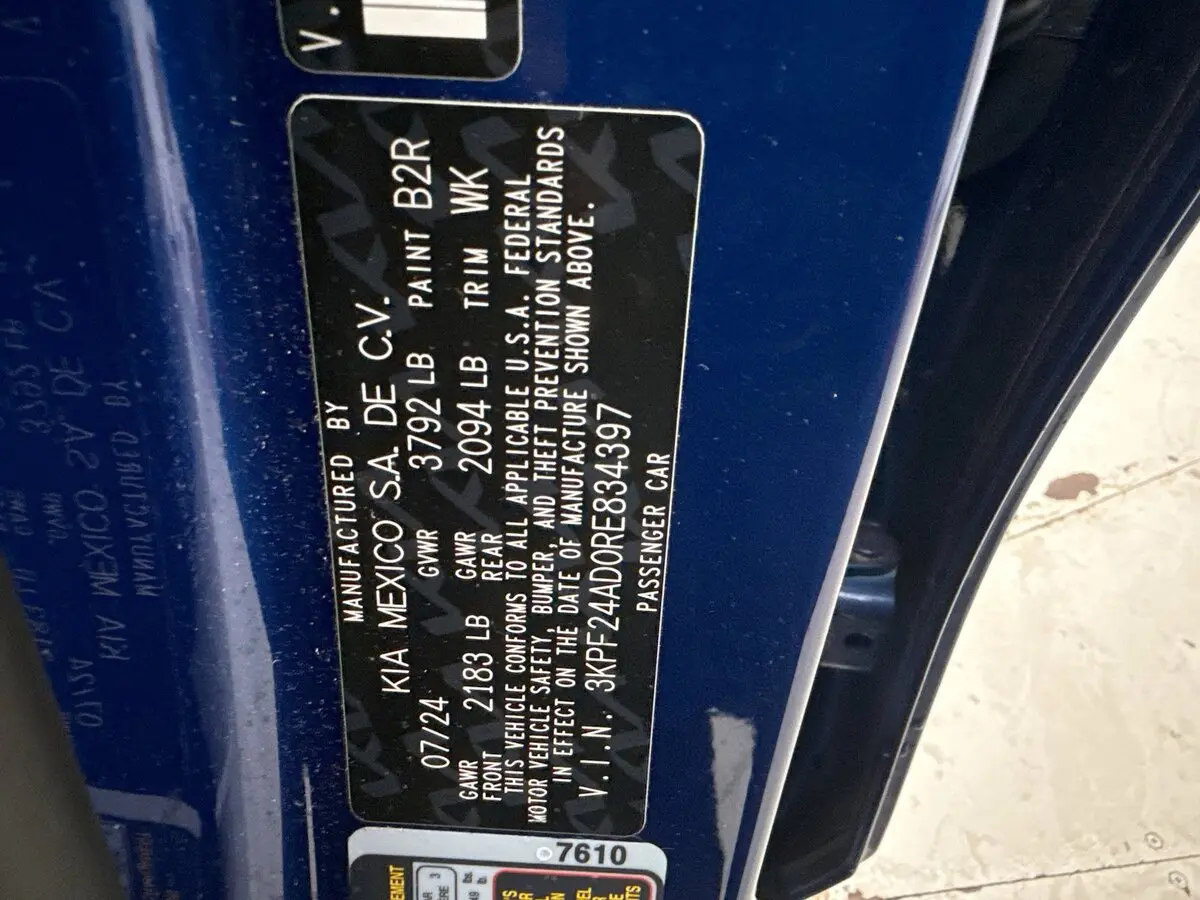 V.
MANUFACTURED BY
KIA MEXICO S.A. DE C.V.
07/24 GVWR 3792 LB PAINT B2R
GAWR FRONT 2183 LB GAWR REAR 2094 LB TRIM WK
THIS VEHICLE CONFORMS TO ALL APPLICABLE U.S.A. FEDERAL
MOTOR VEHICLE SAFETY, BUMPER, AND THEFT PREVENTION STANDARDS
IN EFFECT ON THE DATE OF MANUFACTURE SHOWN ABOVE.
V.I.N. 3KPF24AD0RE834397
PASSENGER CAR
7610